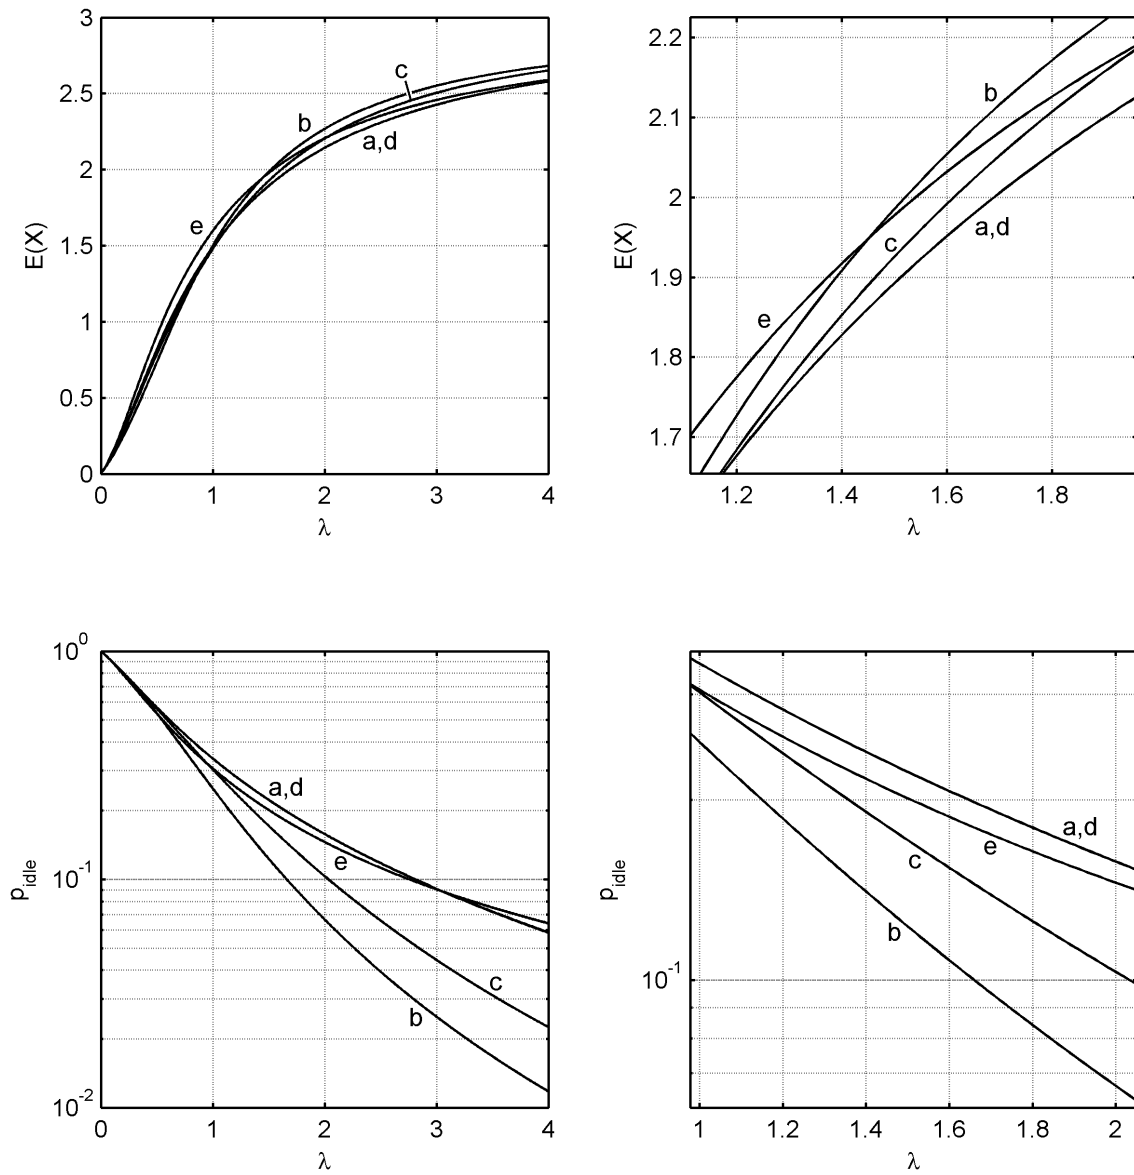 3
2.5
2
1.5
1
0.5
0
E(X)
c
b
a,d
e
0 1 2 3 4
λ
2.2
2.1
2
1.9
1.8
1.7
E(X)
b
a,d
c
e
1.2 1.4 1.6 1.8
λ
10^0
10^-1
10^-2
p_idle
a,d
e
c
b
0 1 2 3 4
λ
10^-1
p_idle
a,d
e
c
b
1 1.2 1.4 1.6 1.8 2
λ